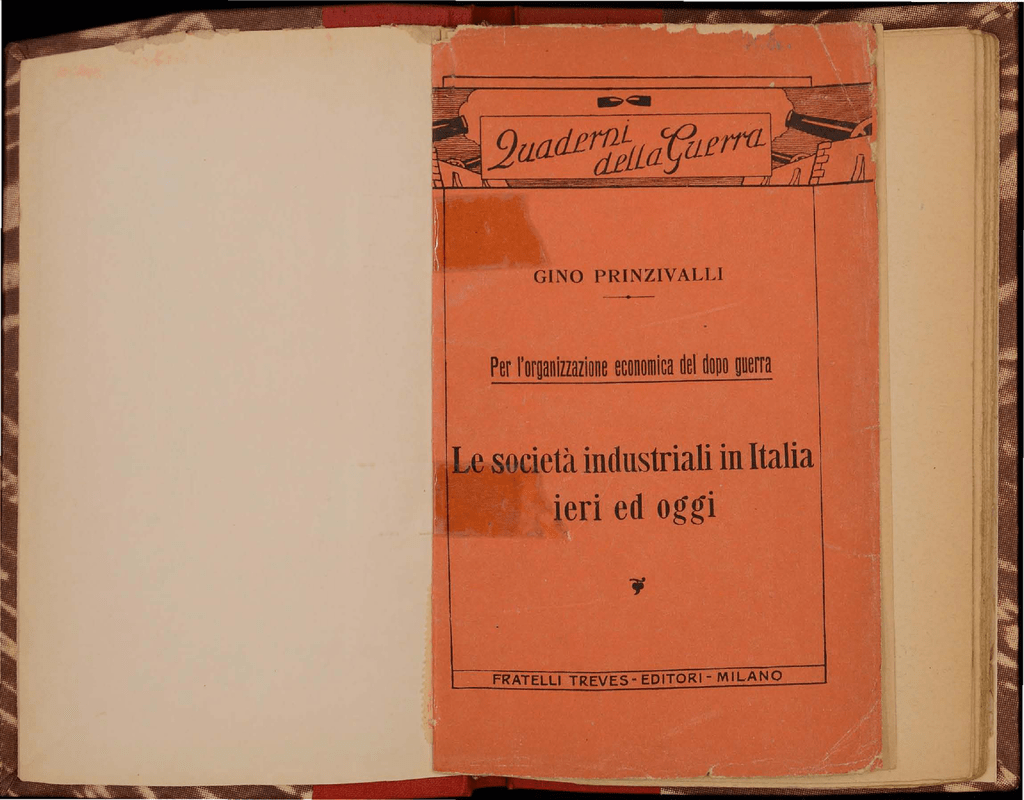 Quaderni
della Guerra
GINO PRINZIVALLI
Per l'organizzazione economica del dopo guerra
Le società industriali in Italia
ieri ed oggi
FRATELLI TREVES - EDITORI - MILANO